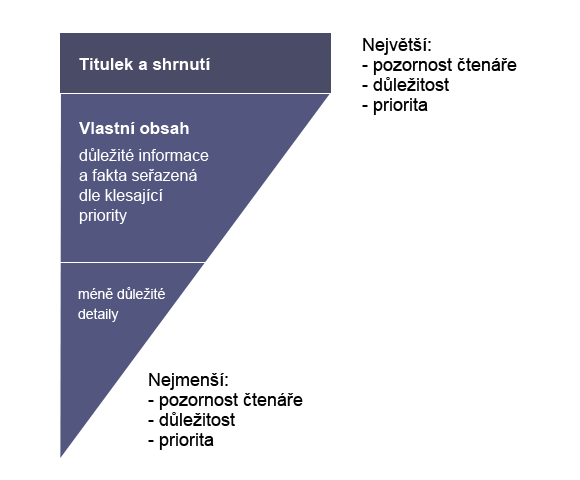 Titulek a shrnutí
Největší:
- pozornost čtenáře
- důležitost
- priorita
Vlastní obsah
důležité informace
a fakta seřazená
dle klesající
priority
méně důležité
detaily
Nejmenší:
- pozornost čtenáře
- důležitost
- priorita